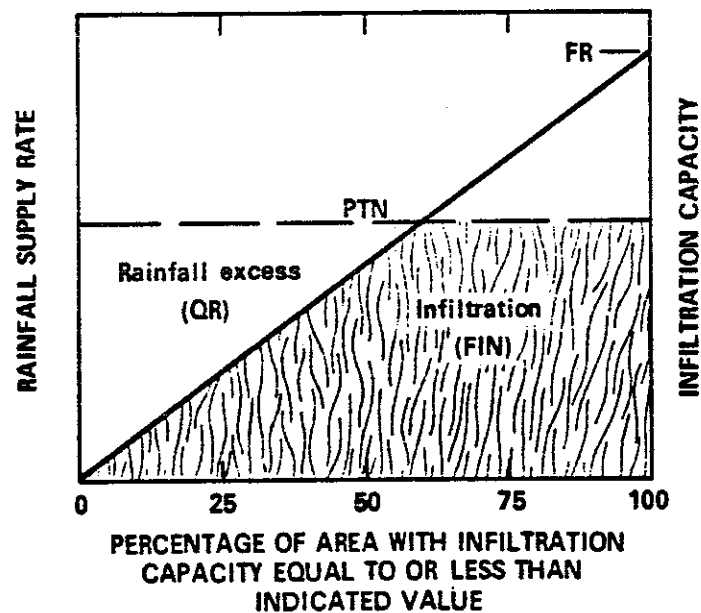 FR
RAINFALL SUPPLY RATE
INFILTRATION CAPACITY
PTN
Rainfall excess
(QR)
Infiltration
(FIN)
0 25 50 75 100
PERCENTAGE OF AREA WITH INFILTRATION
CAPACITY EQUAL TO OR LESS THAN
INDICATED VALUE